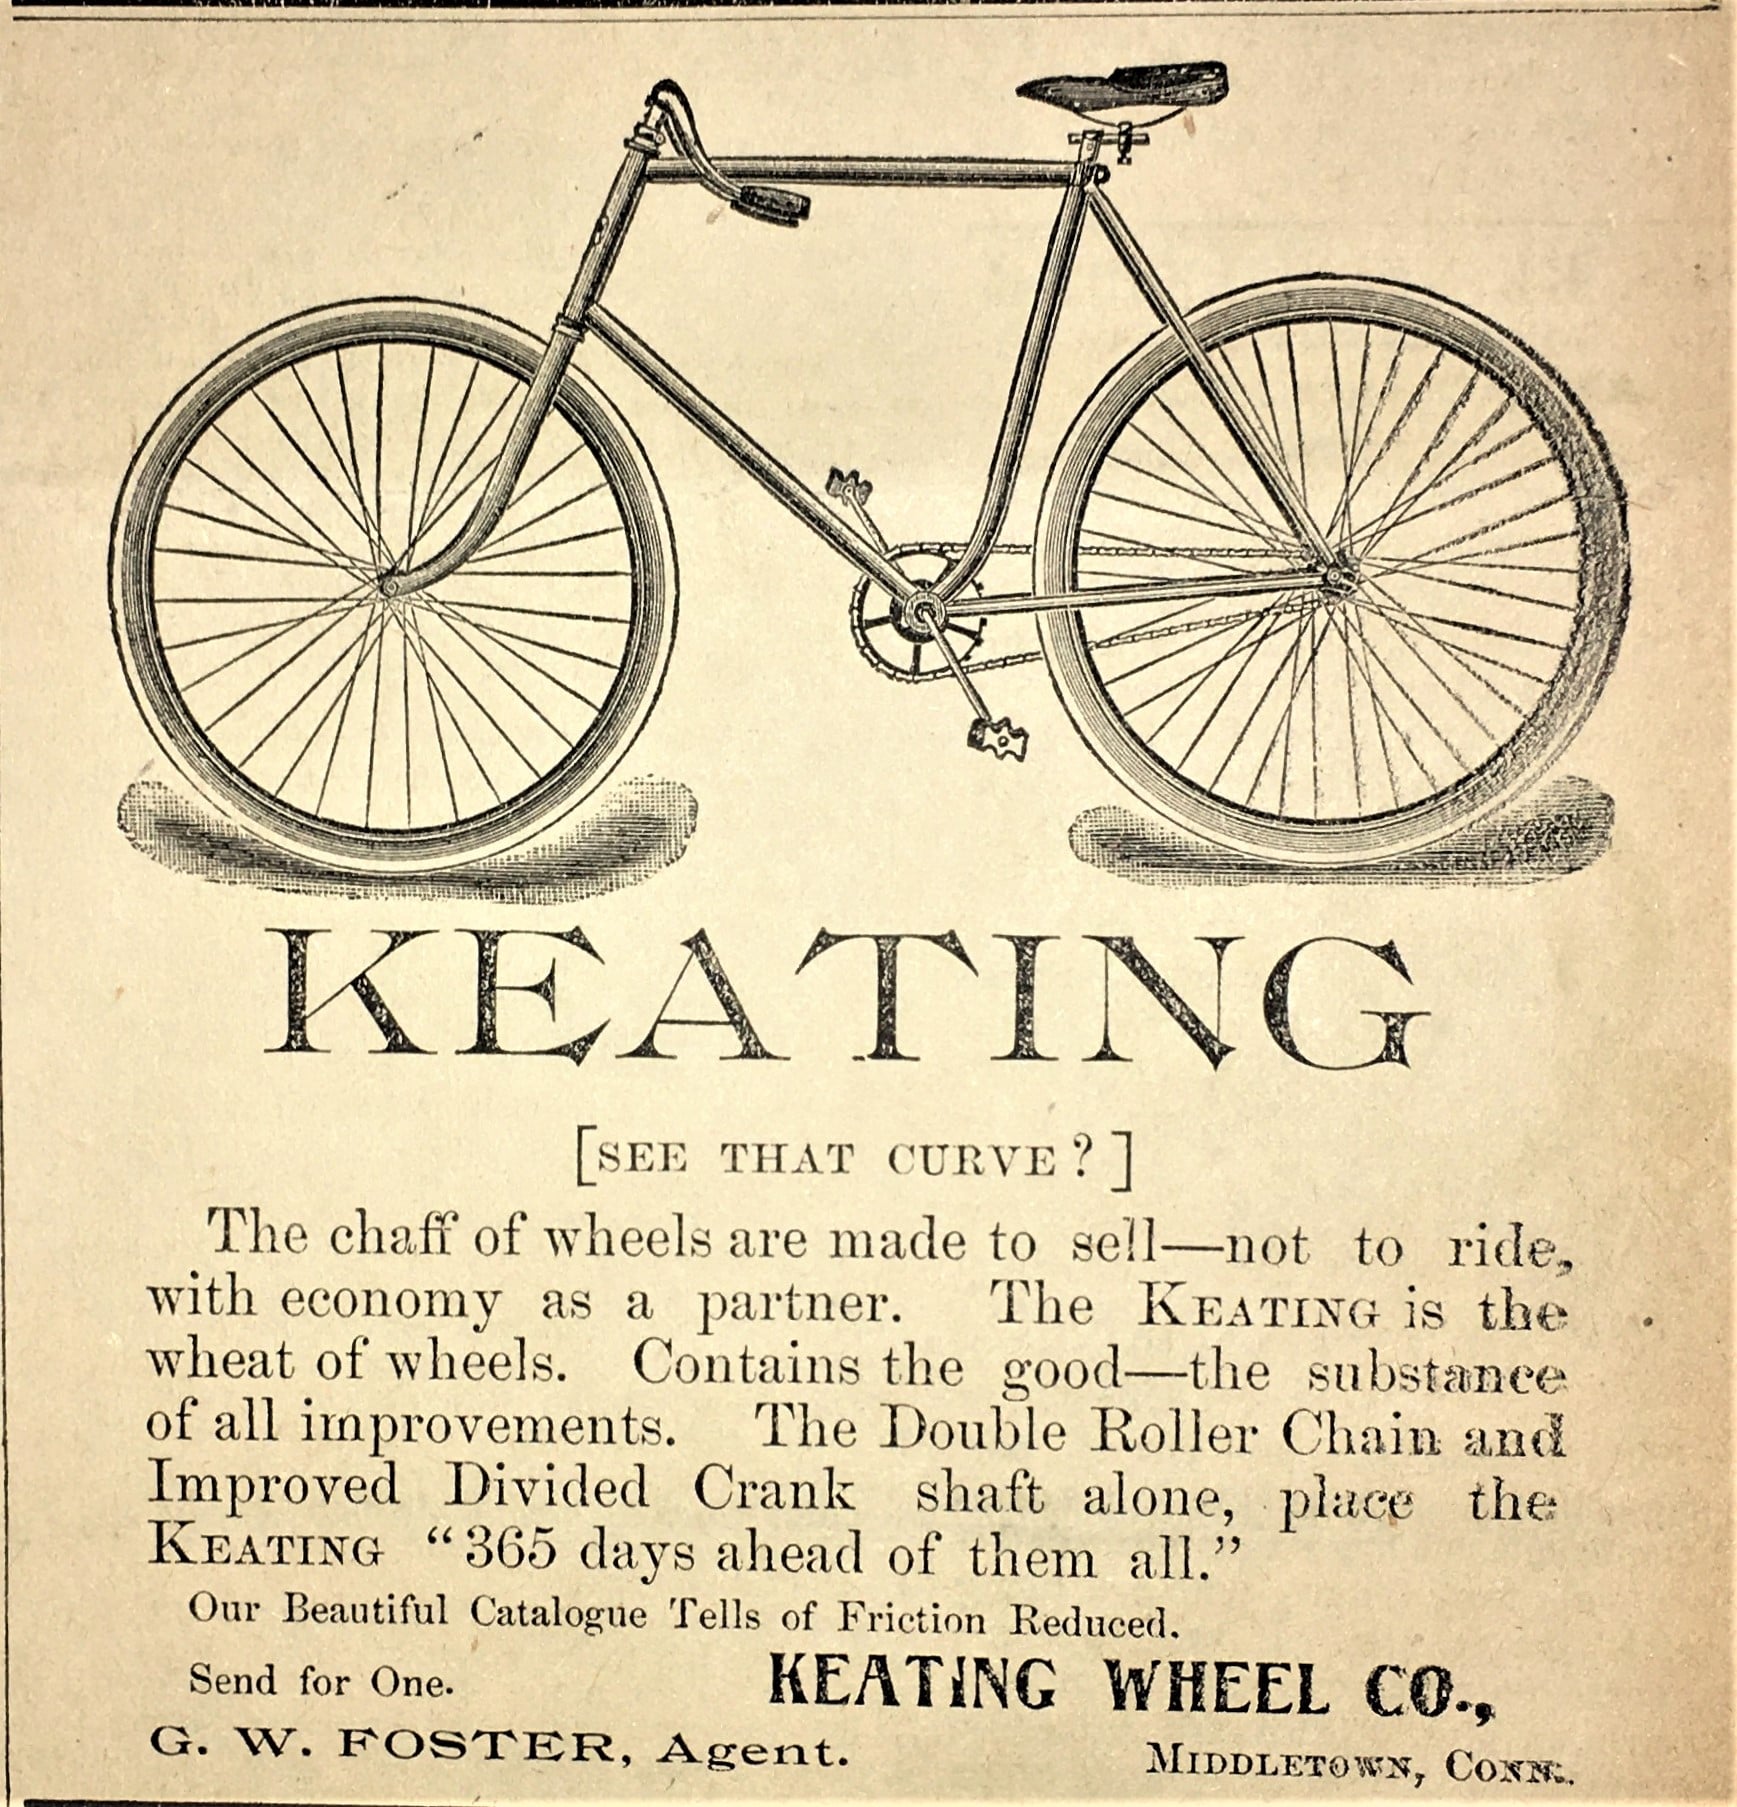 KEATING
[SEE THAT CURVE?]
The chaff of wheels are made to sell—not to ride,
with economy as a partner. The KEATING is the
wheat of wheels. Contains the good—the substance
of all improvements. The Double Roller Chain and
Improved Divided Crank shaft alone, place the
KEATING “365 days ahead of them all.”
Our Beautiful Catalogue Tells of Friction Reduced.
Send for One.
KEATING WHEEL CO.,
G. W. FOSTER, Agent.
MIDDLETOWN, CONN.